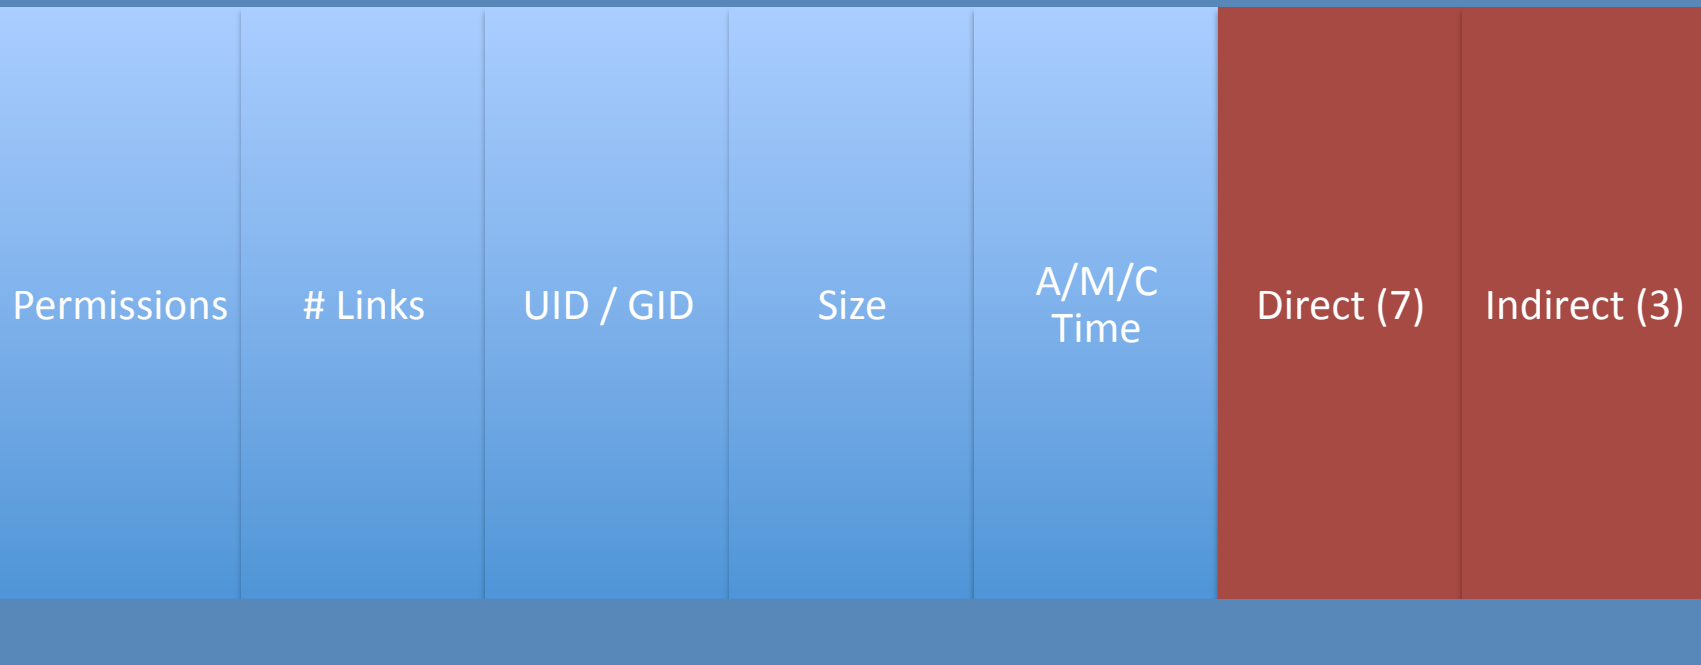 Permissions
# Links
UID / GID
Size
A/M/C
Time
Direct (7)
Indirect (3)